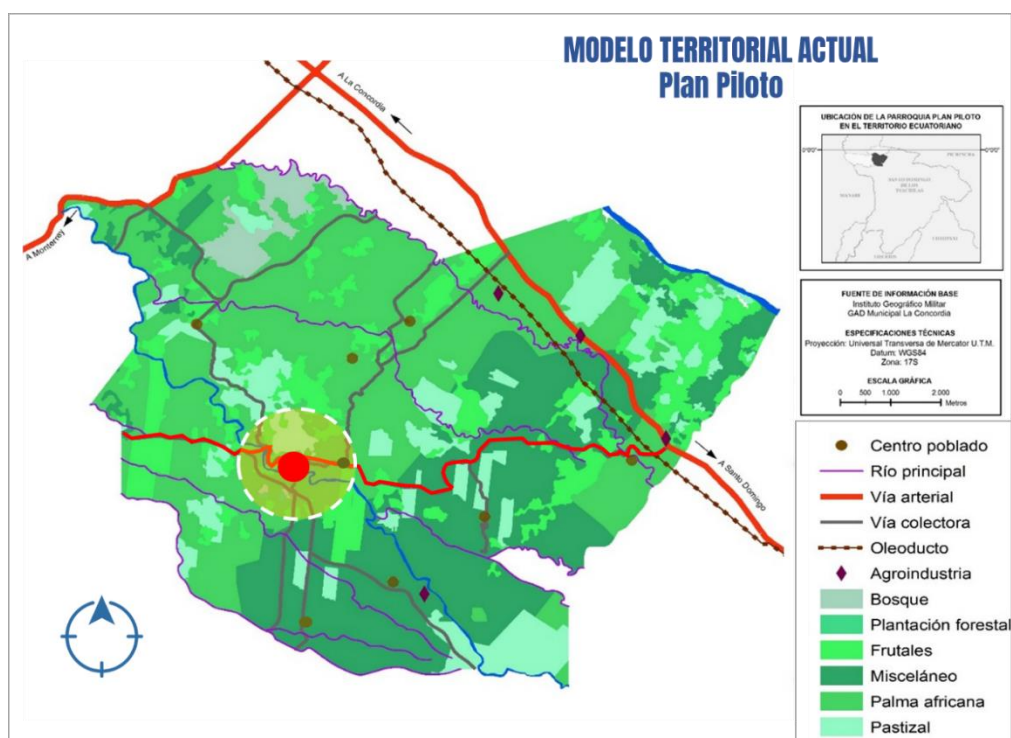 MODELO TERRITORIAL ACTUAL
Plan Piloto
A La Concordia
A Monterrey
A Santo Domingo
UBICACIÓN DE LA PARROQUIA PLAN PILOTO
EN EL TERRITORIO ECUATORIANO
MANABÍ
FUENTE DE INFORMACIÓN BASE
Instituto Geográfico Militar
GAD Municipal La Concordia
ESPECIFICACIONES TÉCNICAS
Proyección: Universal Transversa de Mercator U.T.M.
Datum: WGS84
Zona: 17S
ESCALA GRÁFICA
0 500 1.000 2.000
Metros
Centro poblado
Río principal
Vía arterial
Vía colectora
Oleoducto
Agroindustria
Bosque
Plantación forestal
Frutales
Misceláneo
Palma africana
Pastizal